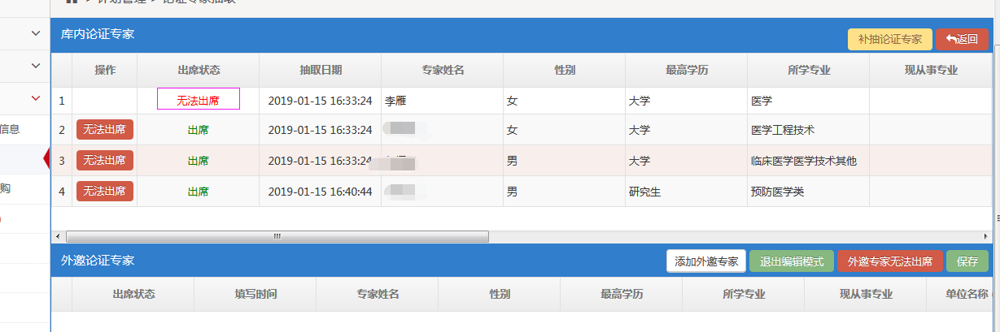 > 计划管理 > 论证专家抽取
库内论证专家
补抽论证专家 返回
操作 出席状态 抽取日期 专家姓名 性别 最高学历 所学专业 现从事专业
1 无法出席 2019-01-15 16:33:24 李雁 女 大学 医学
2 无法出席 出席 2019-01-15 16:33:24 女 大学 医学工程技术
信息
3 无法出席 出席 2019-01-15 16:33:24 男 大学 临床医学医学技术其他
购
4 无法出席 出席 2019-01-15 16:40:44 男 研究生 预防医学类
外邀论证专家
添加外邀专家 退出编辑模式 外邀专家无法出席 保存
出席状态 填写时间 专家姓名 性别 最高学历 所学专业 现从事专业 单位名称